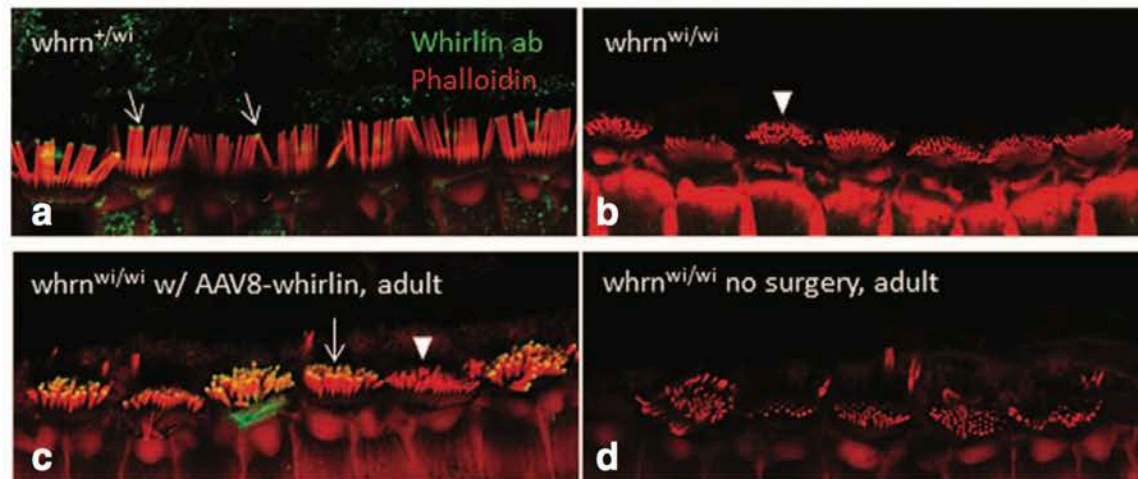 whrn+/wi
Whirlin ab
Phalloidin
a
whrnwi/wi
b
whrnwi/wi w/ AAV8-whirlin, adult
c
whrnwi/wi no surgery, adult
d